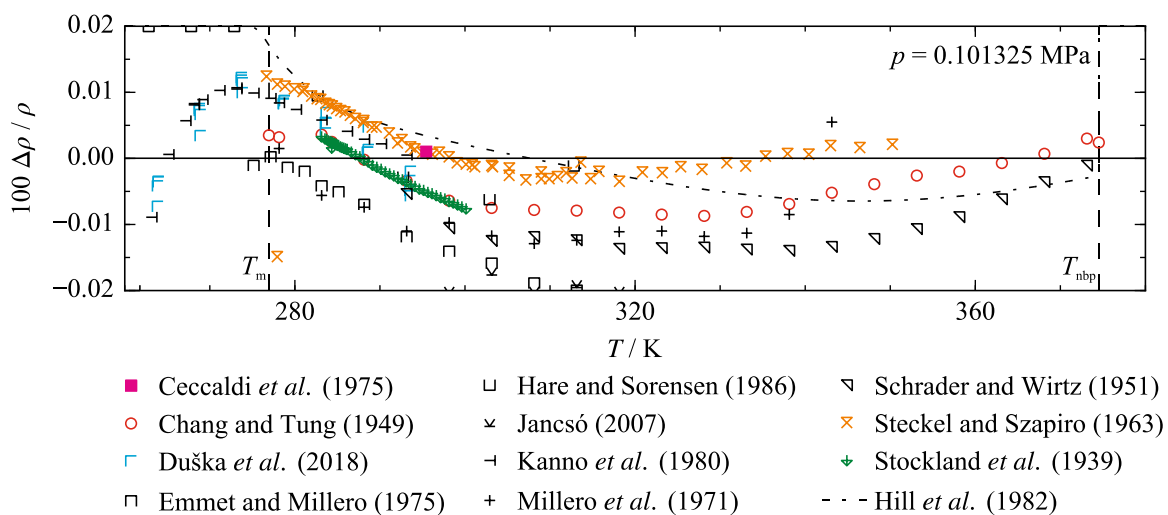 0.02
p = 0.101325 MPa
0.01
100 Δρ / ρ
0.00
−0.01
Tm
Tnbp
−0.02
280
320
360
T / K
Ceccaldi et al. (1975)
Hare and Sorensen (1986)
Schrader and Wirtz (1951)
Chang and Tung (1949)
Jancsó (2007)
Steckel and Szapiro (1963)
Duška et al. (2018)
Kanno et al. (1980)
Stockland et al. (1939)
Emmet and Millero (1975)
Millero et al. (1971)
Hill et al. (1982)